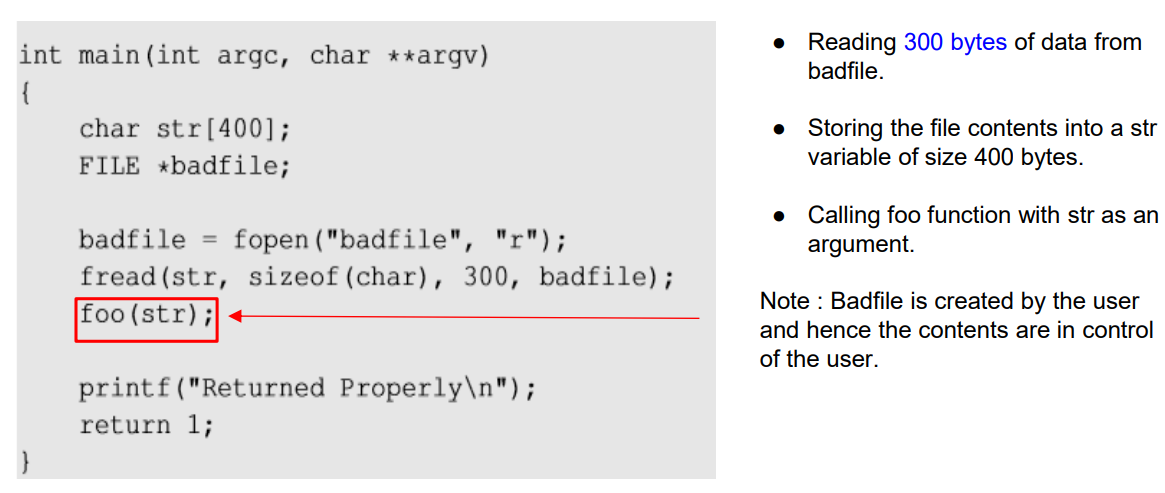 int main(int argc, char **argv)
{
    char str[400];
    FILE *badfile;

    badfile = fopen("badfile", "r");
    fread(str, sizeof(char), 300, badfile);
    foo(str);

    printf("Returned Properly\n");
    return 1;
}
● Reading 300 bytes of data from
badfile.
● Storing the file contents into a str
variable of size 400 bytes.
● Calling foo function with str as an
argument.
Note : Badfile is created by the user
and hence the contents are in control
of the user.